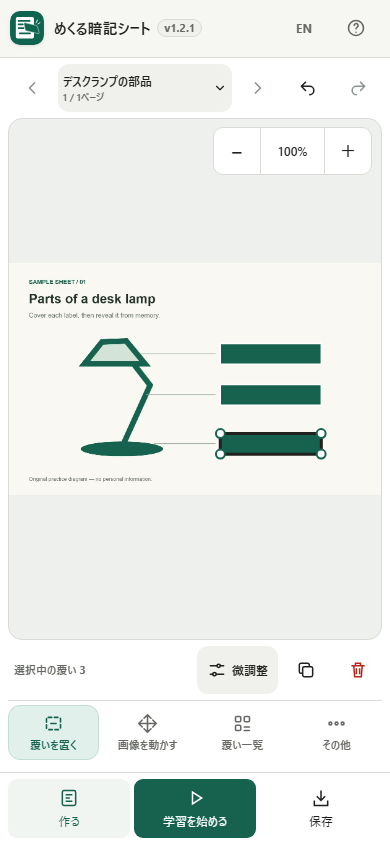 めくる暗記シート v1.2.1 EN
デスクランプの部品
1 / 1ページ
100%
SAMPLE SHEET / 01
Parts of a desk lamp
Cover each label, then reveal it from memory.
Original practice diagram — no personal information.
選択中の覆い 3 微調整
覆いを置く 画像を動かす 覆い一覧 その他
作る 学習を始める 保存